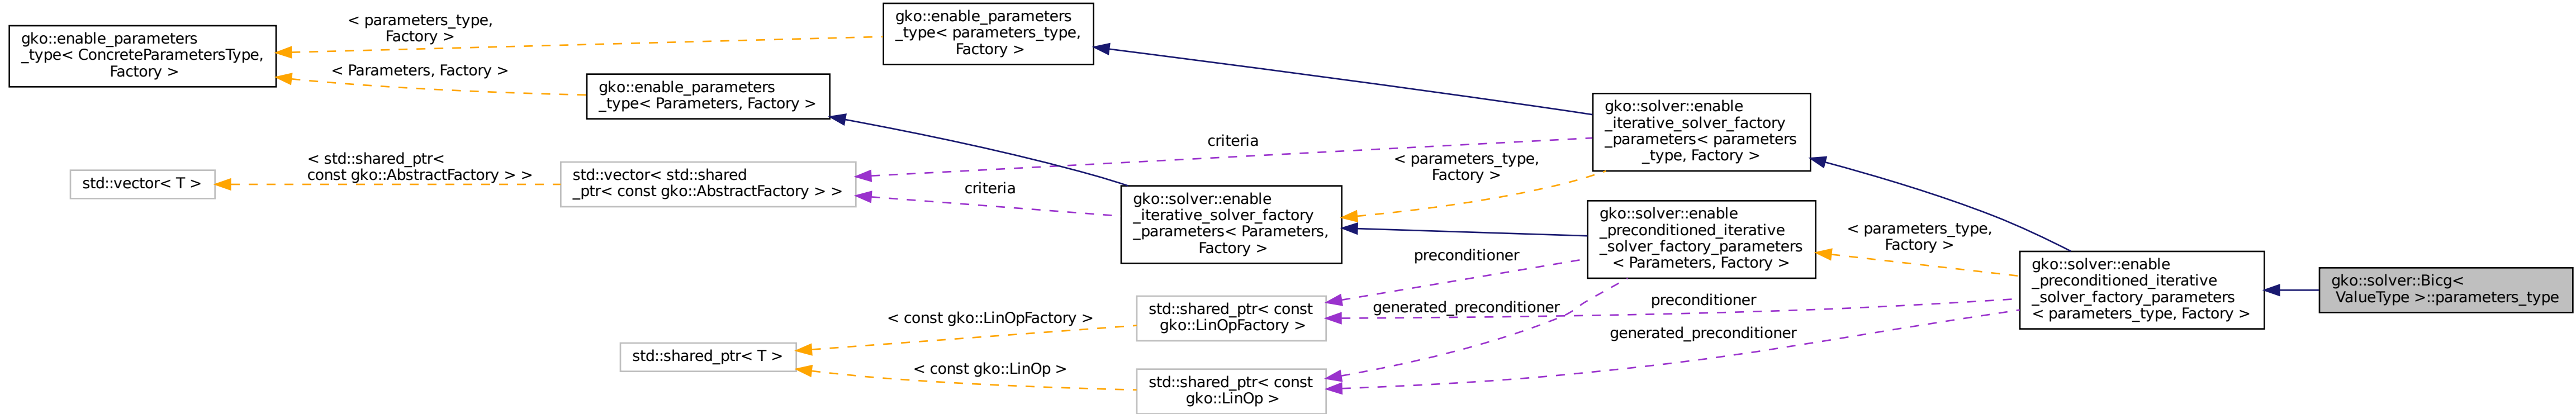 gko::enable_parameters
_type< ConcreteParametersType,
Factory >
< parameters_type,
Factory >
< Parameters, Factory >
gko::enable_parameters
_type< parameters_type,
Factory >
gko::enable_parameters
_type< Parameters, Factory >
std::vector< T >
< std::shared_ptr<
const gko::AbstractFactory > >
std::vector< std::shared
_ptr< const gko::AbstractFactory > >
criteria
criteria
gko::solver::enable
_iterative_solver_factory
_parameters< parameters
_type, Factory >
< parameters_type,
Factory >
gko::solver::enable
_iterative_solver_factory
_parameters< Parameters,
Factory >
gko::solver::enable
_preconditioned_iterative
_solver_factory_parameters
< Parameters, Factory >
< parameters_type,
Factory >
gko::solver::enable
_preconditioned_iterative
_solver_factory_parameters
< parameters_type, Factory >
gko::solver::Bicg<
ValueType >::parameters_type
preconditioner
generated_preconditioner
preconditioner
generated_preconditioner
std::shared_ptr< const
gko::LinOpFactory >
< const gko::LinOpFactory >
std::shared_ptr< T >
< const gko::LinOp >
std::shared_ptr< const
gko::LinOp >